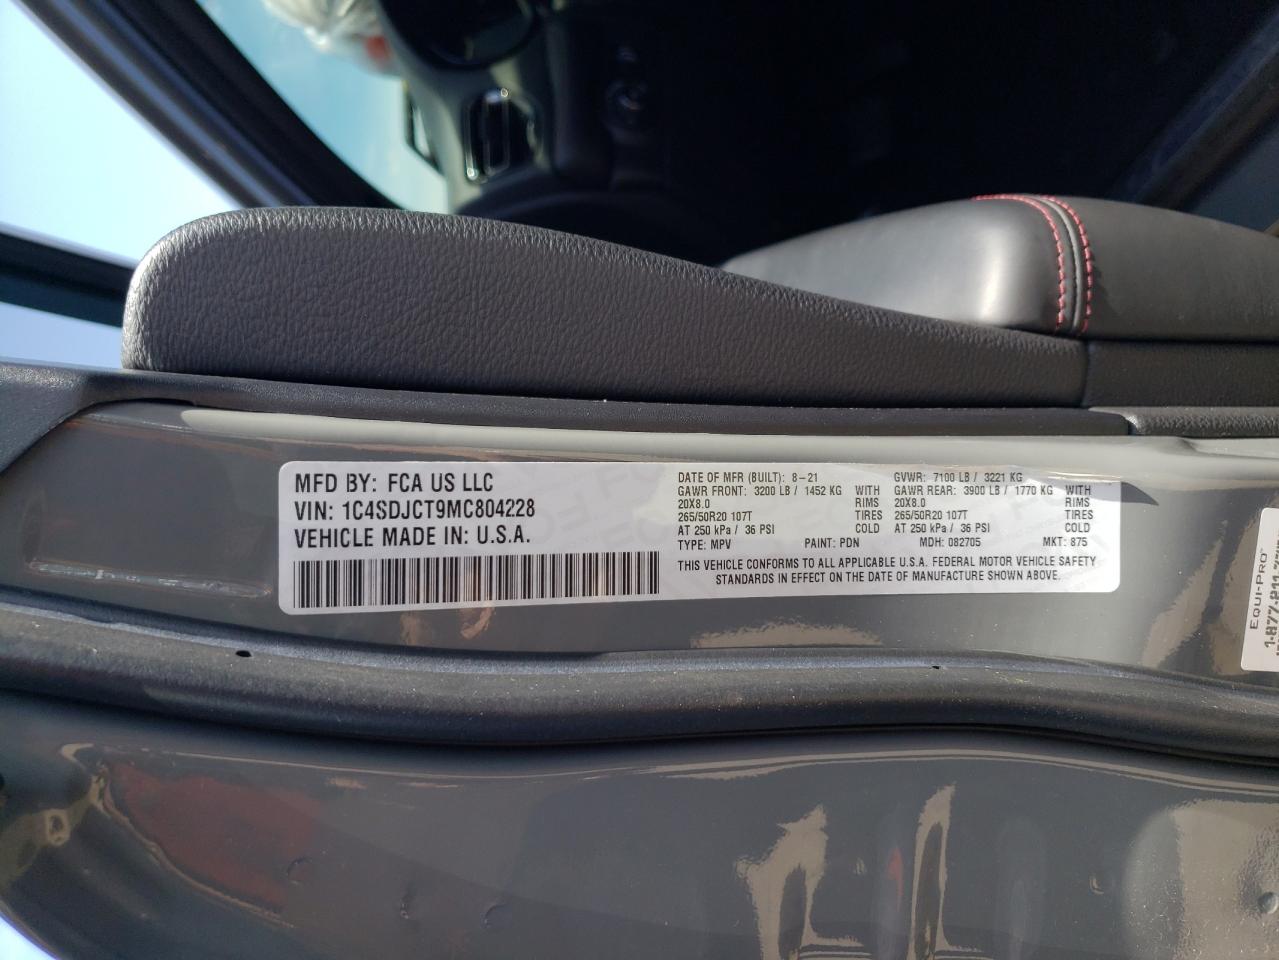 MFD BY: FCA US LLC
VIN: 1C4SDJCT9MC804228
VEHICLE MADE IN: U.S.A.
DATE OF MFR (BUILT): 8-21
GAWR FRONT: 3200 LB / 1452 KG WITH
20X8.0 RIMS
265/50R20 107T TIRES
AT 250 kPa / 36 PSI COLD
TYPE: MPV PAINT: PDN
GVWR: 7100 LB / 3221 KG
GAWR REAR: 3900 LB / 1770 KG WITH
20X8.0 RIMS
265/50R20 107T TIRES
AT 250 kPa / 36 PSI COLD
MDH: 082705 MKT: 875
THIS VEHICLE CONFORMS TO ALL APPLICABLE U.S.A. FEDERAL MOTOR VEHICLE SAFETY
STANDARDS IN EFFECT ON THE DATE OF MANUFACTURE SHOWN ABOVE.
EQUI-PRO™